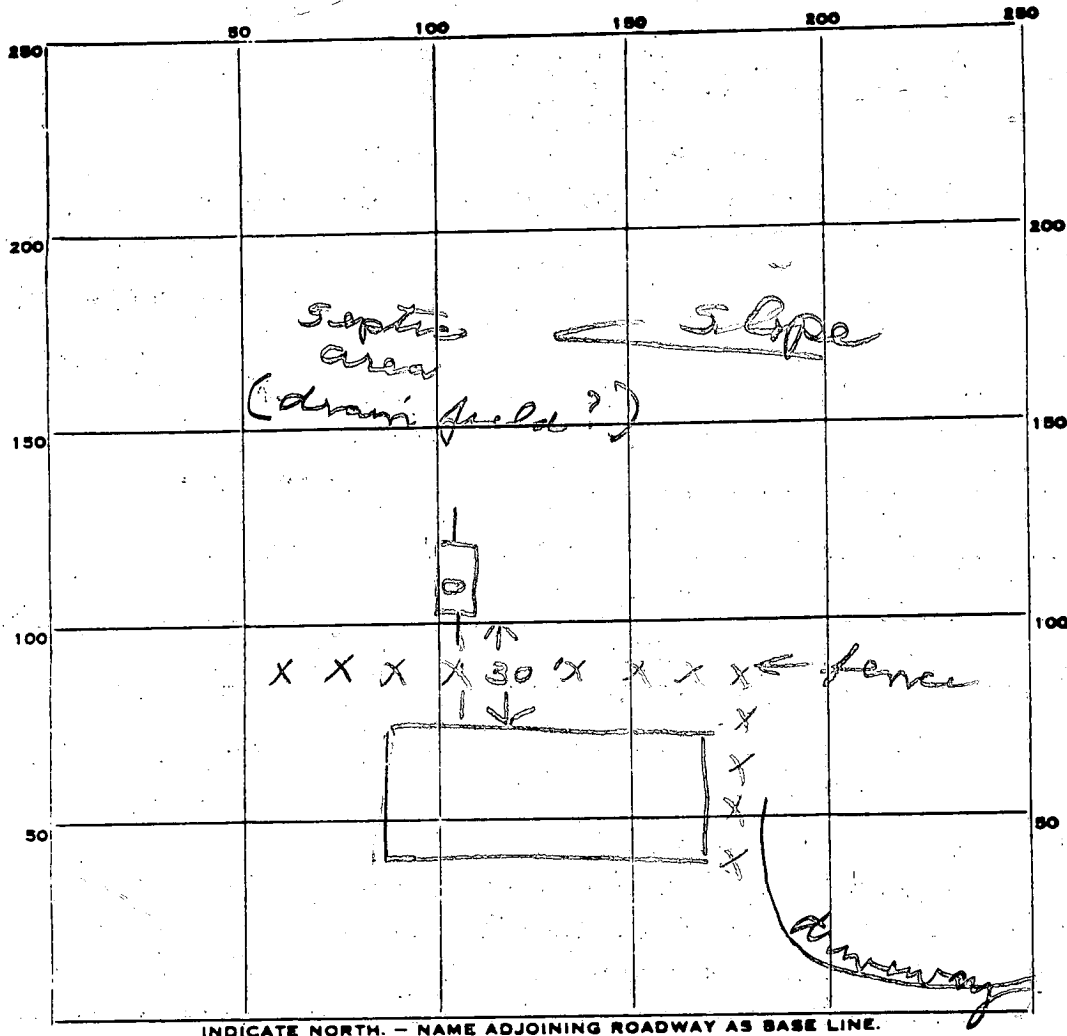 50 100 150 200 250
250
200 200
septic slope
area
(drain field?)
150 150
100 100
X X X X 30' X X X X ← fence
X
X
50 X 50
X
driveway
INDICATE NORTH. — NAME ADJOINING ROADWAY AS BASE LINE.